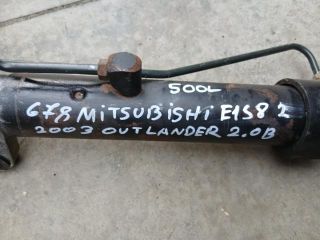 500L
678 MITSUBISHI E1S8 2
2003 OUTLANDER 2.0B